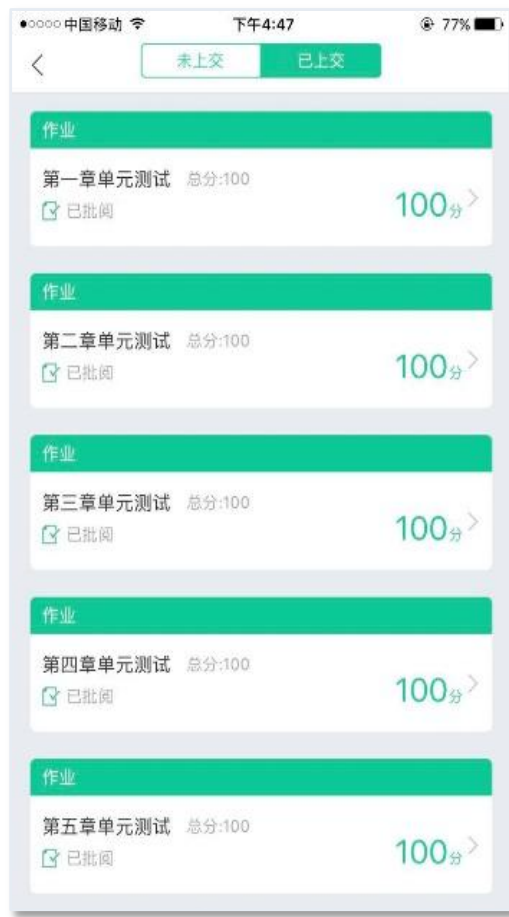 中国移动 下午4:47 77%
未上交 已上交
作业
第一章单元测试 总分:100
已批阅 100分
作业
第二章单元测试 总分:100
已批阅 100分
作业
第三章单元测试 总分:100
已批阅 100分
作业
第四章单元测试 总分:100
已批阅 100分
作业
第五章单元测试 总分:100
已批阅 100分